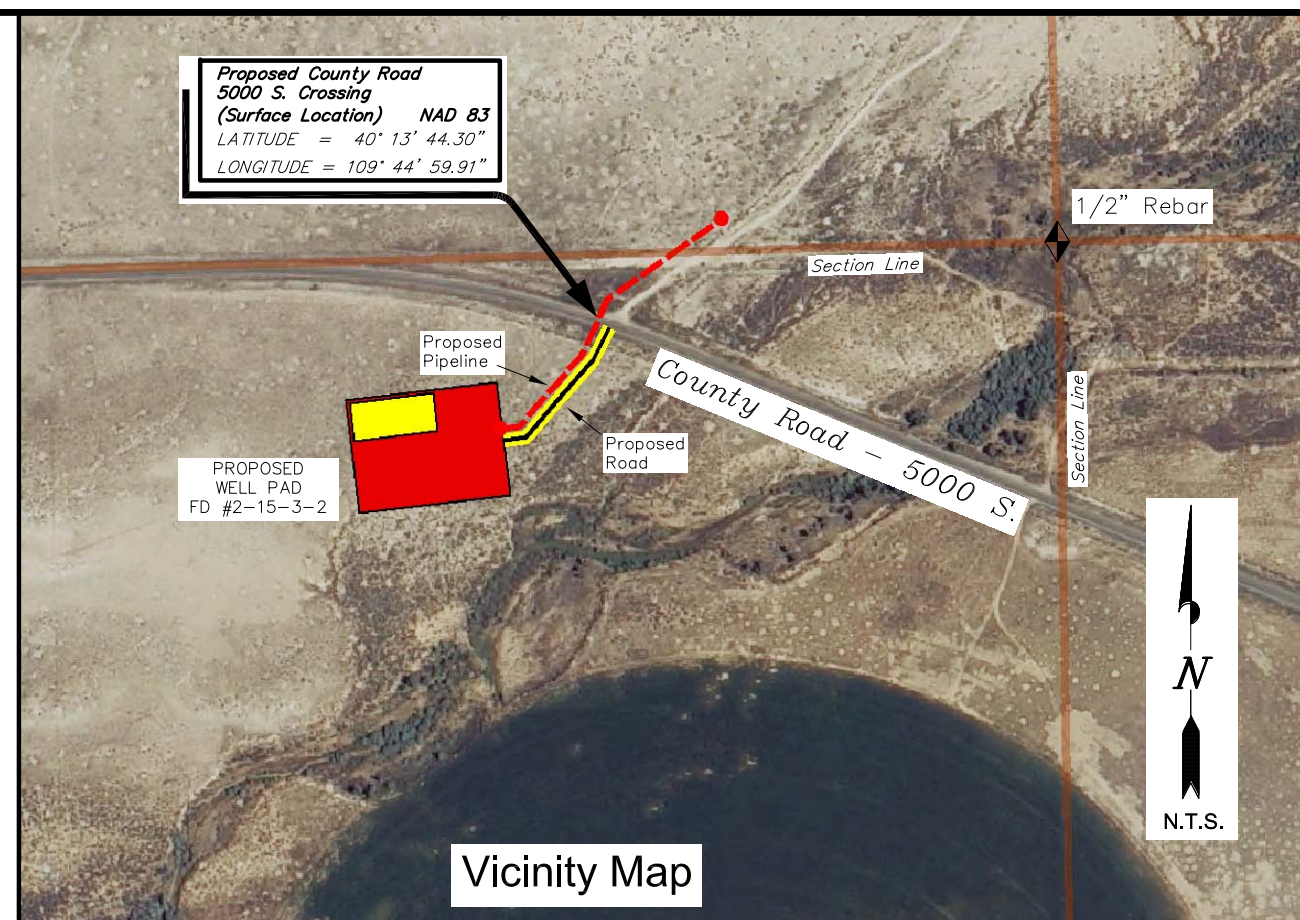 Proposed County Road
5000 S. Crossing
(Surface Location) NAD 83
LATITUDE = 40° 13' 44.30"
LONGITUDE = 109° 44' 59.91"
1/2" Rebar
Section Line
Proposed
Pipeline
County Road - 5000 S.
Section Line
Proposed
Road
PROPOSED
WELL PAD
FD #2-15-3-2
N
N.T.S.
Vicinity Map